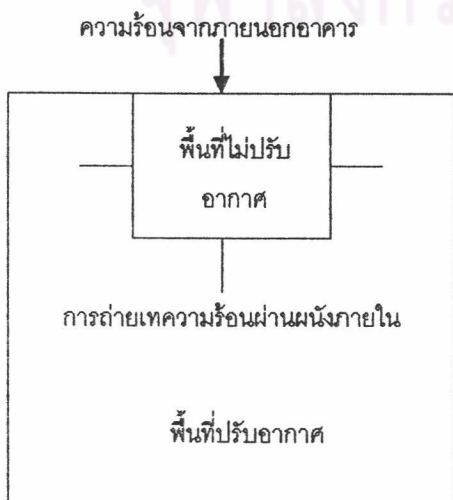 ความร้อนจากภายนอกอาคาร
พื้นที่ไม่ปรับ
อากาศ
การถ่ายเทความร้อนผ่านผนังภายใน
พื้นที่ปรับอากาศ